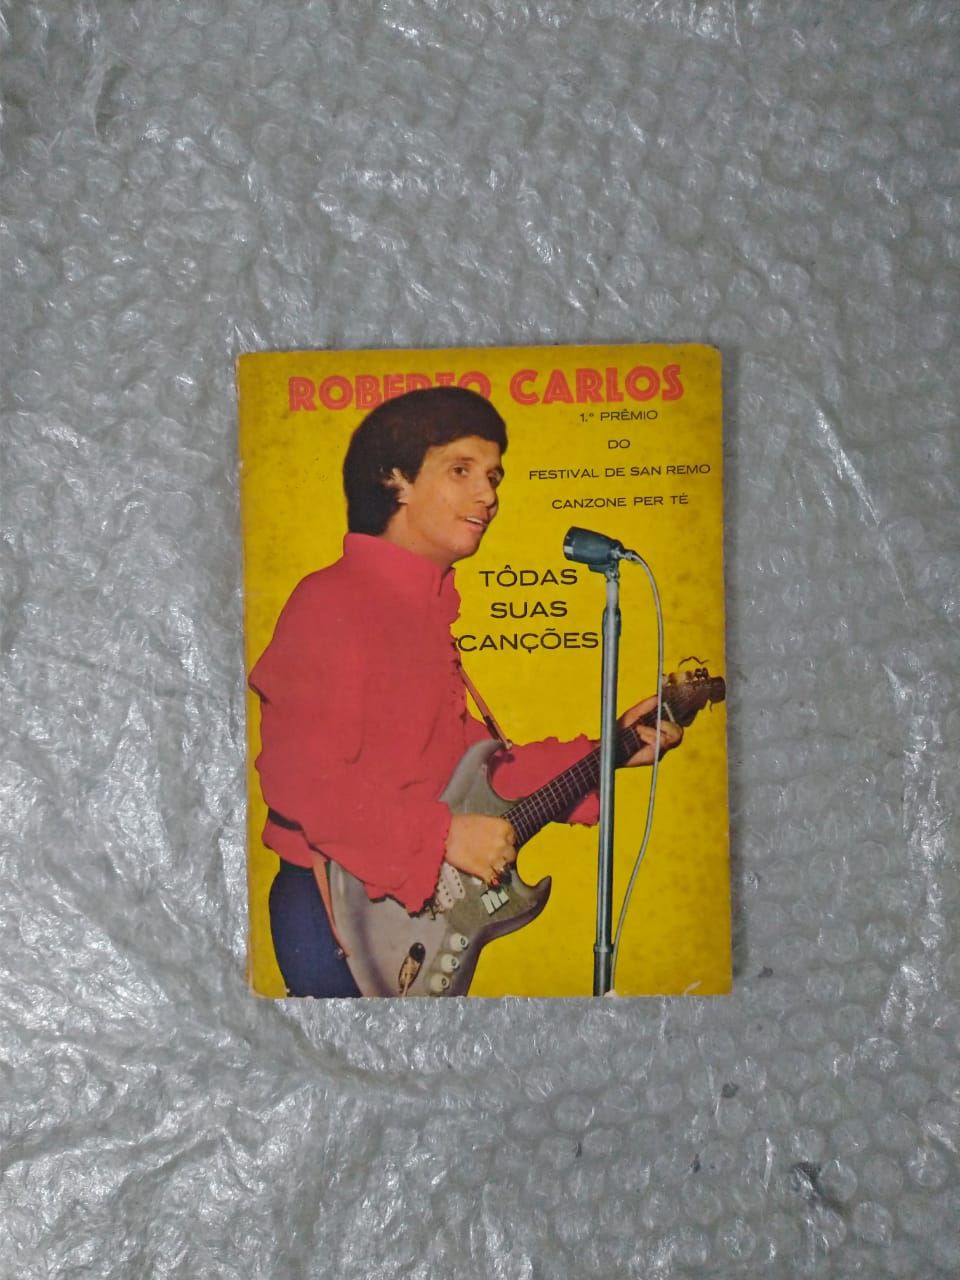 ROBERTO CARLOS
1.º PRÊMIO
DO
FESTIVAL DE SAN REMO
CANZONE PER TÉ
TÔDAS
SUAS
CANÇÕES